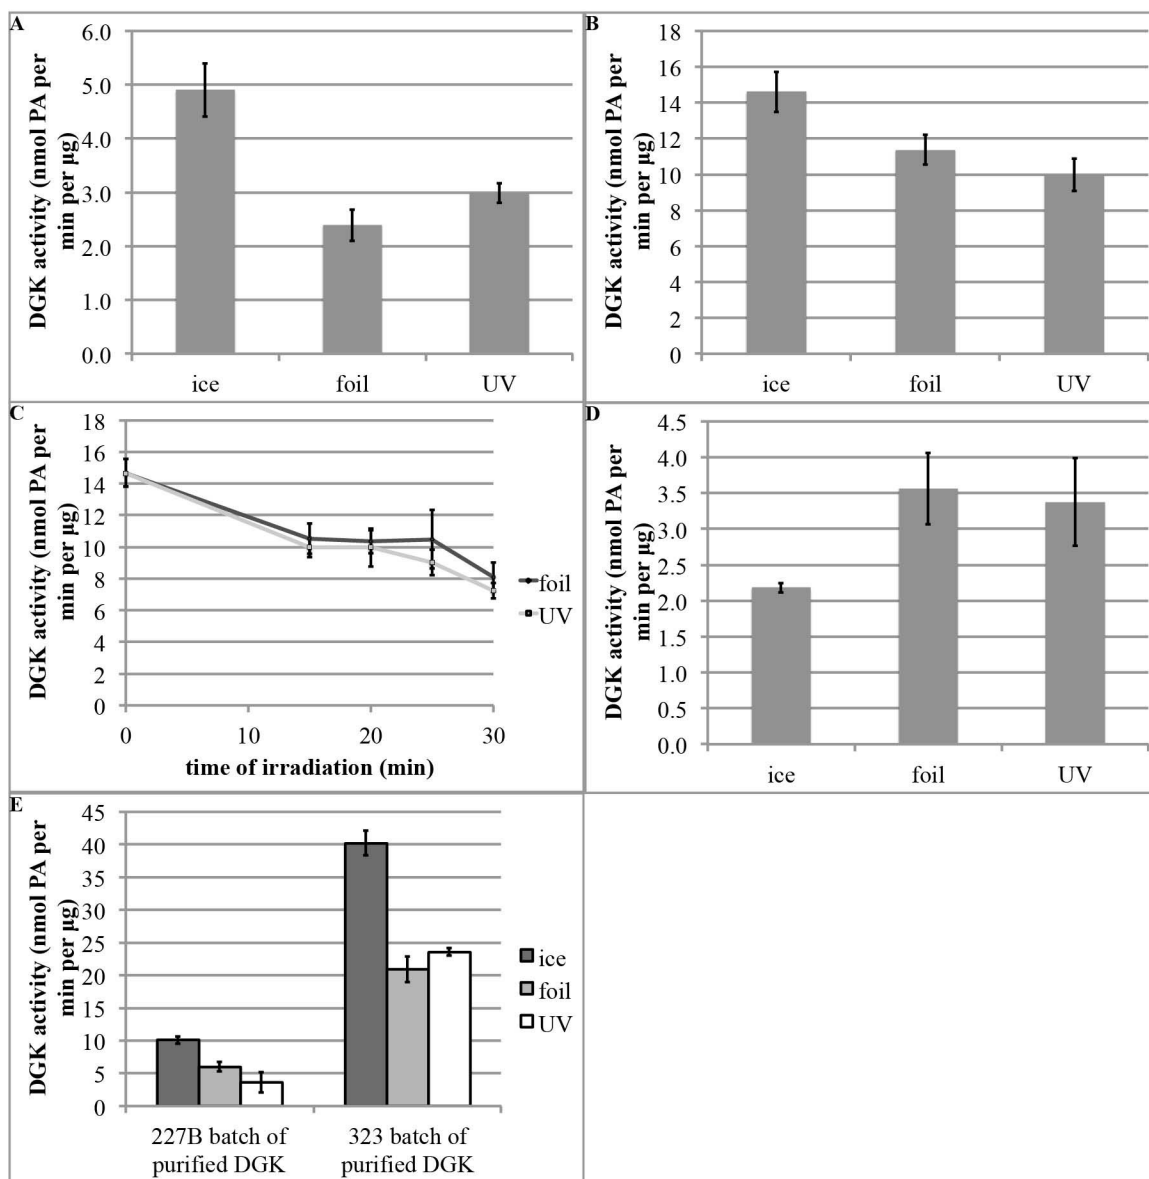 A
DGK activity (nmol PA per
min per µg)
6.0
5.0
4.0
3.0
2.0
1.0
0.0
ice foil UV
B
DGK activity (nmol PA per
min per µg)
18
16
14
12
10
8
6
4
2
0
ice foil UV
C
DGK activity (nmol PA per
min per µg)
18
16
14
12
10
8
6
4
2
0
0 10 20 30
time of irradiation (min)
foil
UV
D
DGK activity (nmol PA per
min per µg)
4.5
4.0
3.5
3.0
2.5
2.0
1.5
1.0
0.5
0.0
ice foil UV
E
DGK activity (nmol PA per
min per µg)
45
40
35
30
25
20
15
10
5
0
227B batch of
purified DGK
323 batch of
purified DGK
ice
foil
UV